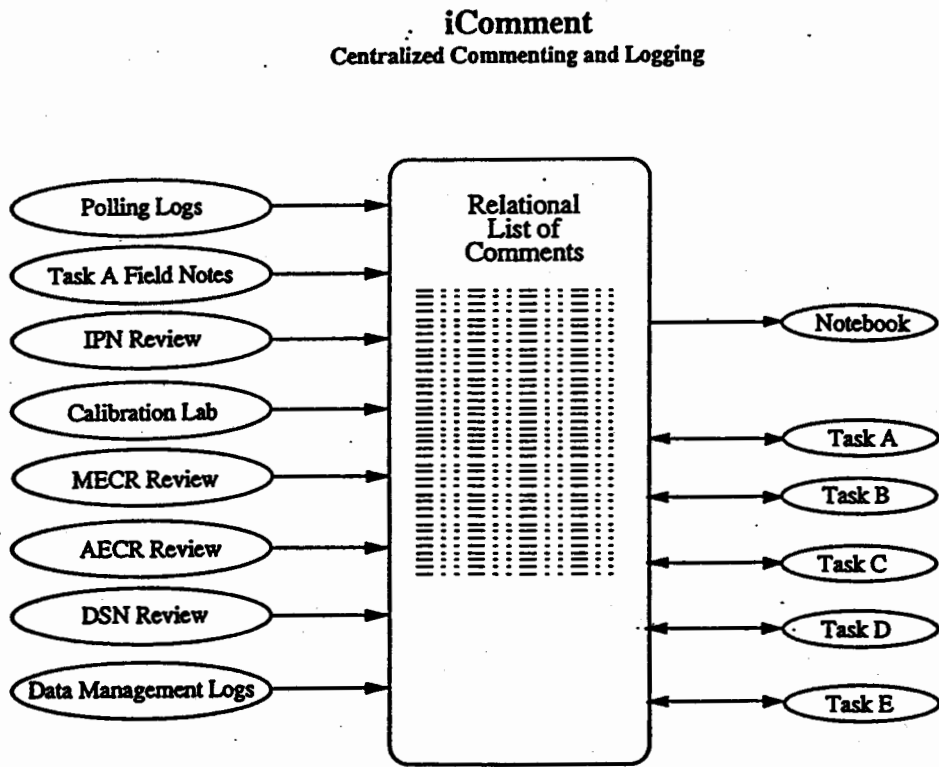 iComment
Centralized Commenting and Logging
Polling Logs
Task A Field Notes
IPN Review
Calibration Lab
MECR Review
AECR Review
DSN Review
Data Management Logs
Relational
List of
Comments
Notebook
Task A
Task B
Task C
Task D
Task E